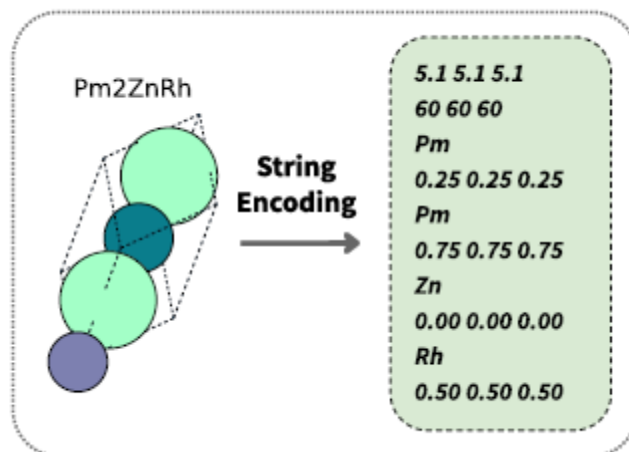 Pm2ZnRh
String
Encoding
5.1 5.1 5.1
60 60 60
Pm
0.25 0.25 0.25
Pm
0.75 0.75 0.75
Zn
0.00 0.00 0.00
Rh
0.50 0.50 0.50